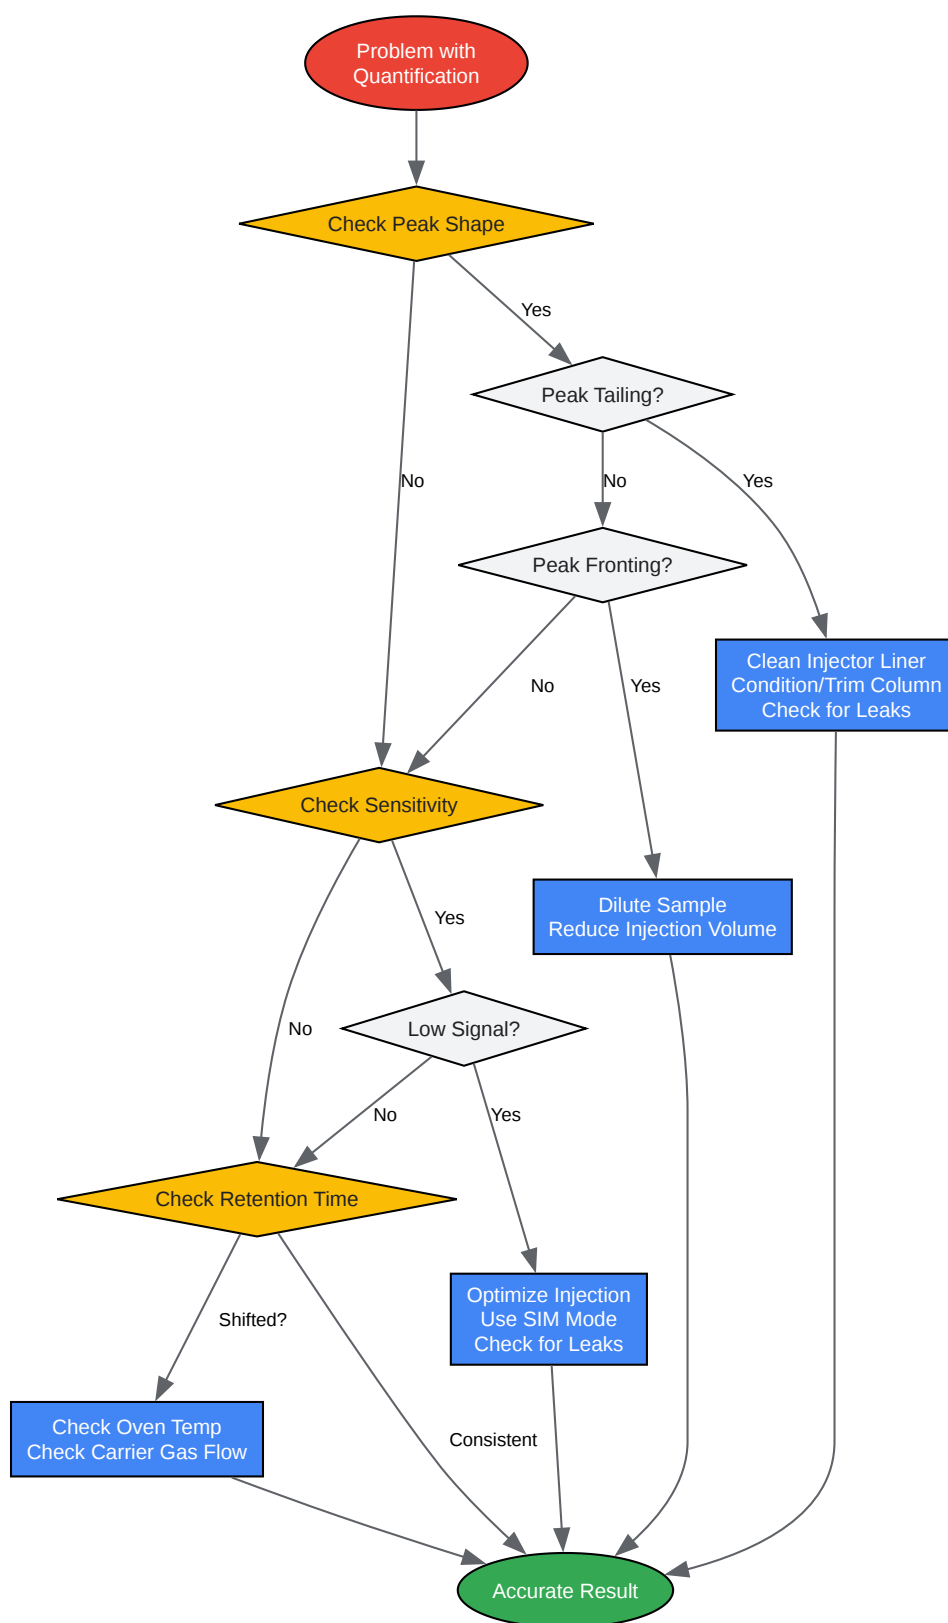 Problem with
Quantification
Check Peak Shape
Yes
Peak Tailing?
No
No
Yes
Peak Fronting?
Clean Injector Liner
Condition/Trim Column
Check for Leaks
No
Yes
Check Sensitivity
Dilute Sample
Reduce Injection Volume
Yes
No
Low Signal?
No
Yes
Check Retention Time
Optimize Injection
Use SIM Mode
Check for Leaks
Shifted?
Check Oven Temp
Check Carrier Gas Flow
Consistent
Accurate Result